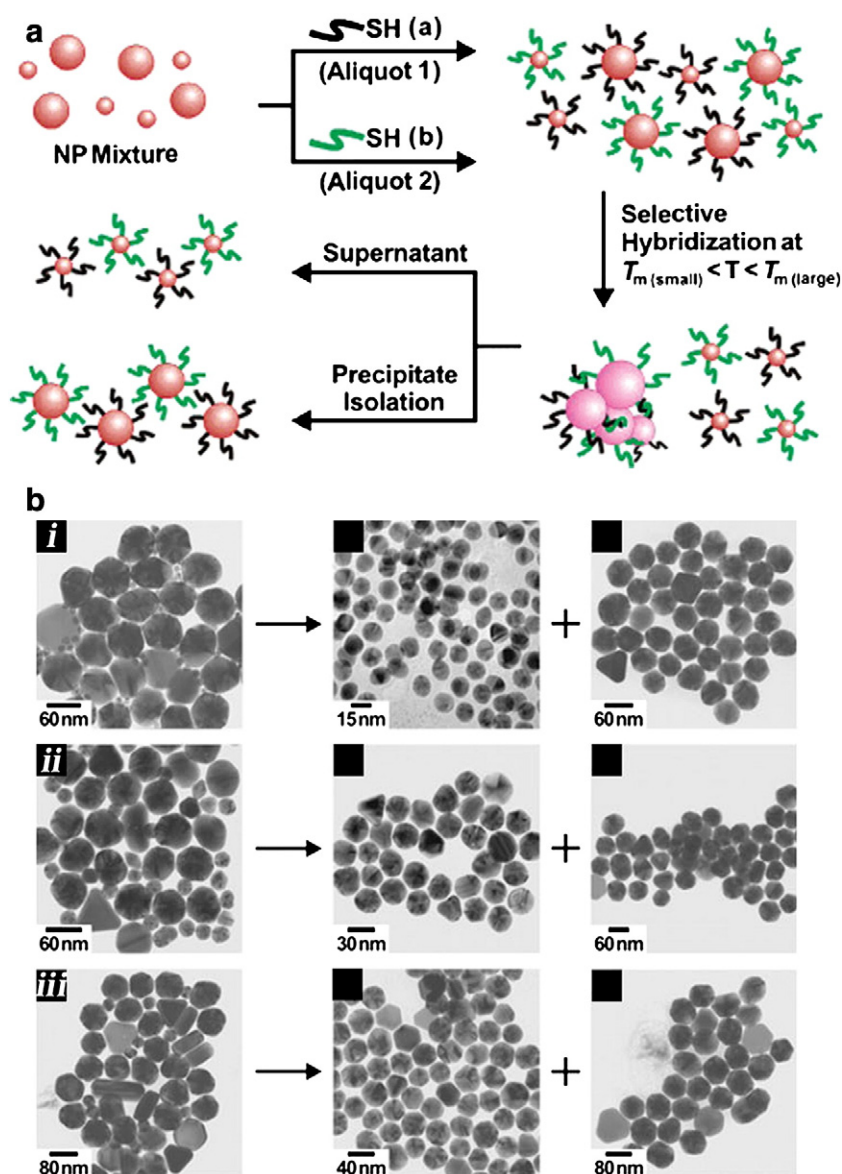 a
SH (a)
(Aliquot 1)
SH (b)
(Aliquot 2)
NP Mixture
Selective
Hybridization at
Tm (small) < T < Tm (large)
Supernatant
Precipitate
Isolation
b
i
60 nm
15 nm
+
60 nm
ii
60 nm
30 nm
+
60 nm
iii
80 nm
40 nm
+
80 nm